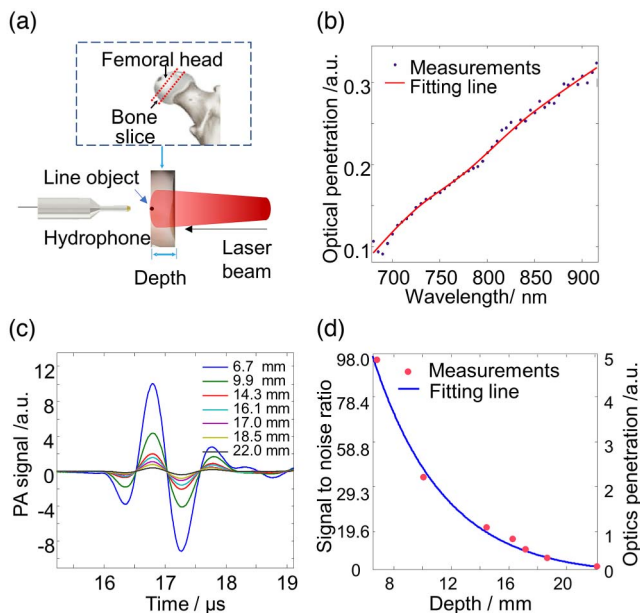 (a)
Femoral head
Bone
slice
Line object
Hydrophone
Depth
Laser
beam
(b)
Optical penetration /a.u.
0.3
0.2
0.1
Measurements
Fitting line
700 750 800 850 900
Wavelength/ nm
(c)
PA signal /a.u.
12
8
4
0
-4
-8
6.7 mm
9.9 mm
14.3 mm
16.1 mm
17.0 mm
18.5 mm
22.0 mm
16 17 18 19
Time / μs
(d)
Signal to noise ratio
98.0
78.4
58.8
29.3
19.6
0
Measurements
Fitting line
5
4
3
2
1
0
Optics penetration/a.u.
8 12 16 20
Depth / mm